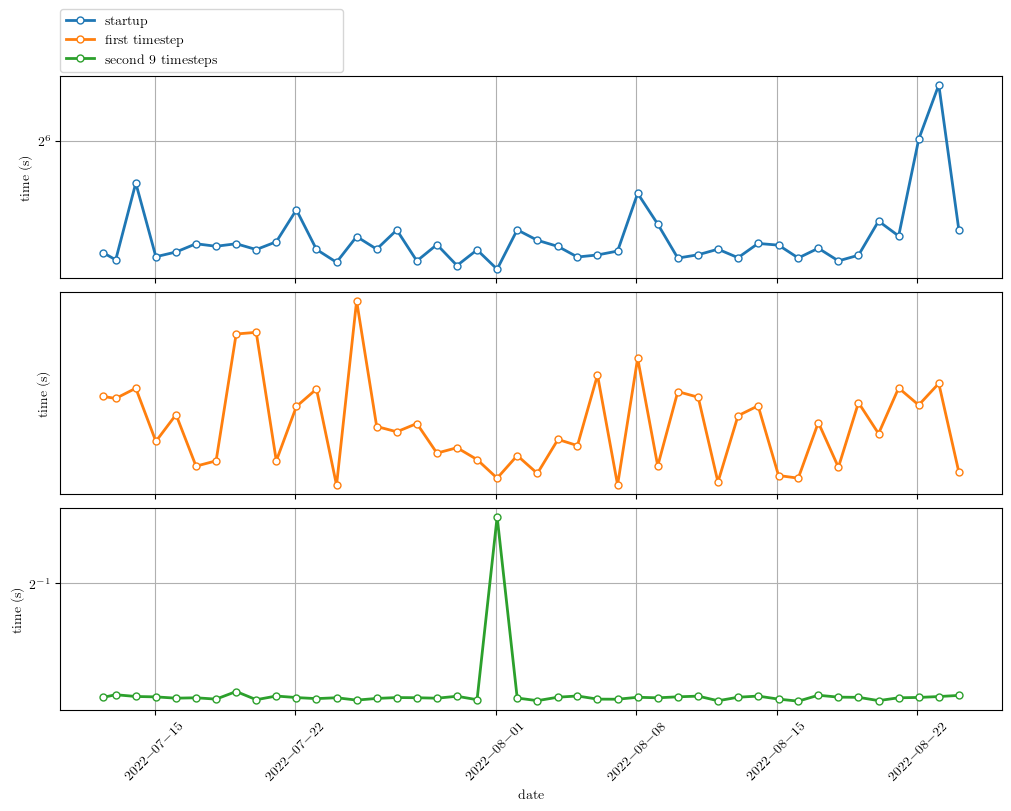 startup
first timestep
second 9 timesteps
2^6
time (s)
time (s)
2^{-1}
time (s)
2022−07−15
2022−07−22
2022−08−01
2022−08−08
2022−08−15
2022−08−22
date